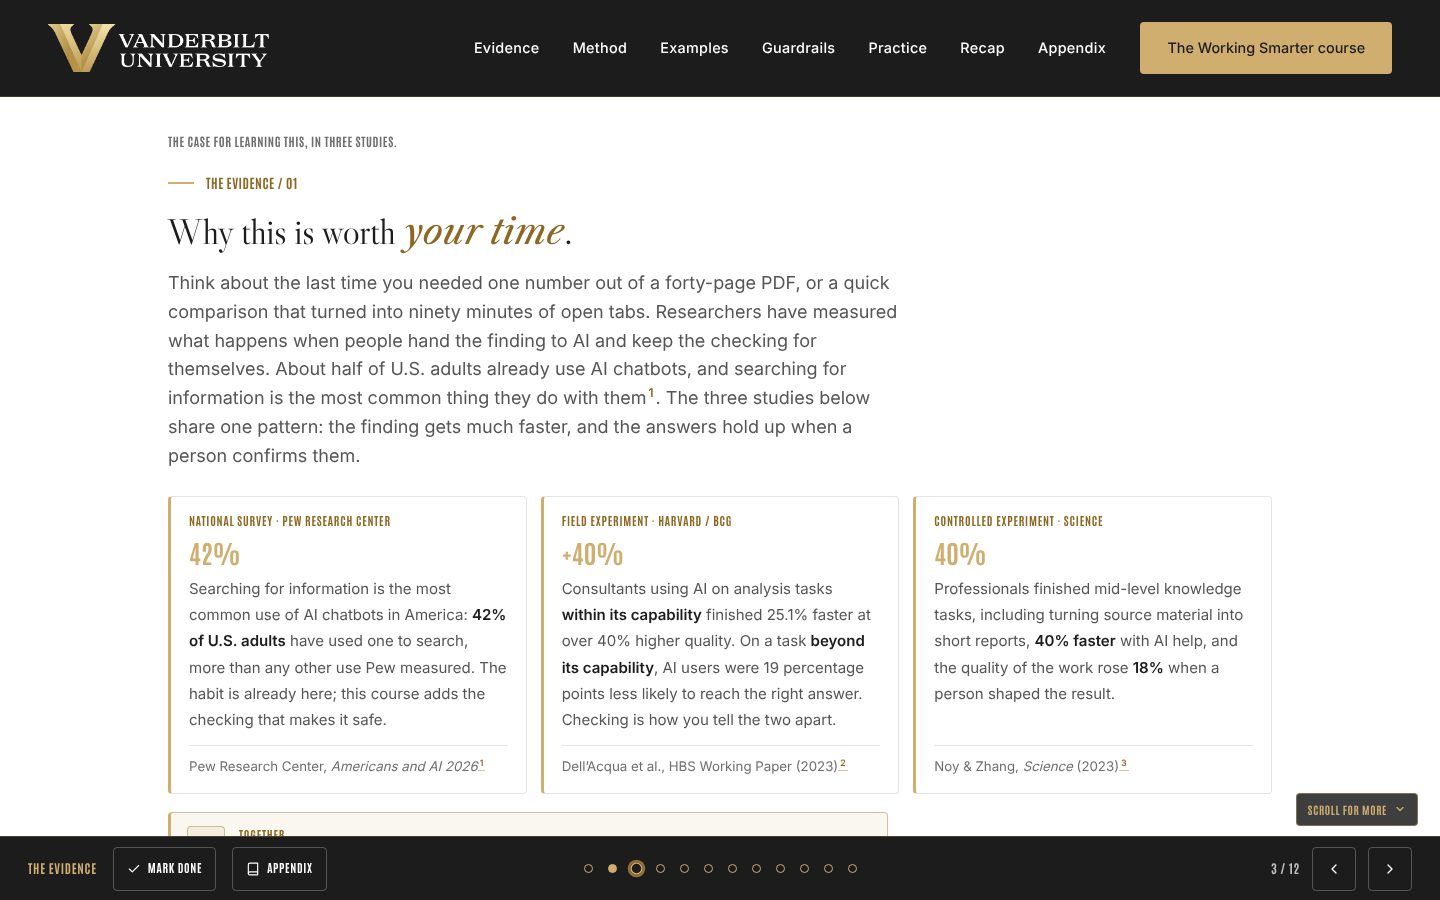 VANDERBILT
UNIVERSITY
Evidence
Method
Examples
Guardrails
Practice
Recap
Appendix
The Working Smarter course
THE CASE FOR LEARNING THIS, IN THREE STUDIES.
THE EVIDENCE / 01
Why this is worth your time.
Think about the last time you needed one number out of a forty-page PDF, or a quick
comparison that turned into ninety minutes of open tabs. Researchers have measured
what happens when people hand the finding to AI and keep the checking for
themselves. About half of U.S. adults already use AI chatbots, and searching for
information is the most common thing they do with them1. The three studies below
share one pattern: the finding gets much faster, and the answers hold up when a
person confirms them.
NATIONAL SURVEY · PEW RESEARCH CENTER
42%
Searching for information is the most
common use of AI chatbots in America: 42%
of U.S. adults have used one to search,
more than any other use Pew measured. The
habit is already here; this course adds the
checking that makes it safe.
Pew Research Center, Americans and AI 2026 1
FIELD EXPERIMENT · HARVARD / BCG
+40%
Consultants using AI on analysis tasks
within its capability finished 25.1% faster at
over 40% higher quality. On a task beyond
its capability, AI users were 19 percentage
points less likely to reach the right answer.
Checking is how you tell the two apart.
Dell'Acqua et al., HBS Working Paper (2023) 2
CONTROLLED EXPERIMENT · SCIENCE
40%
Professionals finished mid-level knowledge
tasks, including turning source material into
short reports, 40% faster with AI help, and
the quality of the work rose 18% when a
person shaped the result.
Noy & Zhang, Science (2023) 3
SCROLL FOR MORE
TOGETHER
THE EVIDENCE
MARK DONE
APPENDIX
3 / 12